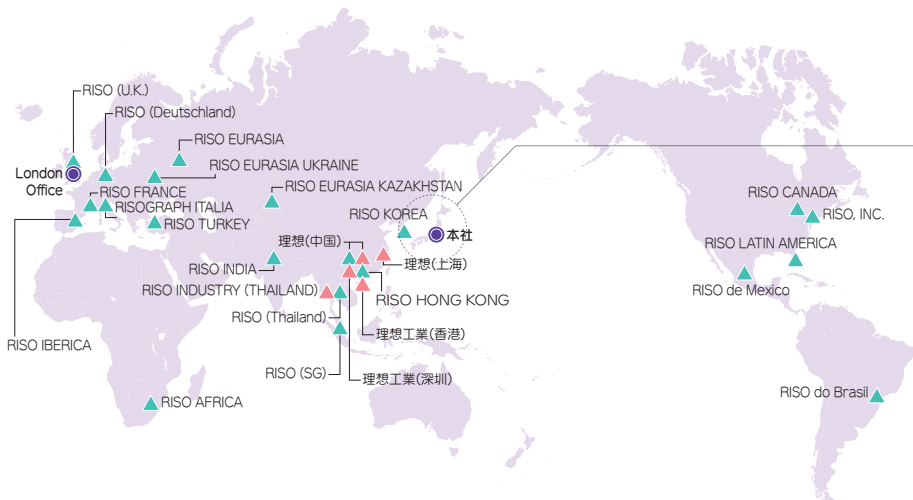 RISO (U.K.)
RISO (Deutschland)
RISO EURASIA
RISO EURASIA UKRAINE
London
Office
RISO FRANCE
RISO EURASIA KAZAKHSTAN
RISOGRAPH ITALIA
RISO TURKEY
RISO KOREA
本社
理想(中国)
理想(上海)
RISO INDIA
RISO INDUSTRY (THAILAND)
RISO HONG KONG
RISO (Thailand)
理想工業(香港)
RISO IBERICA
RISO (SG)
理想工業(深圳)
RISO AFRICA
RISO CANADA
RISO, INC.
RISO LATIN AMERICA
RISO de Mexico
RISO do Brasil